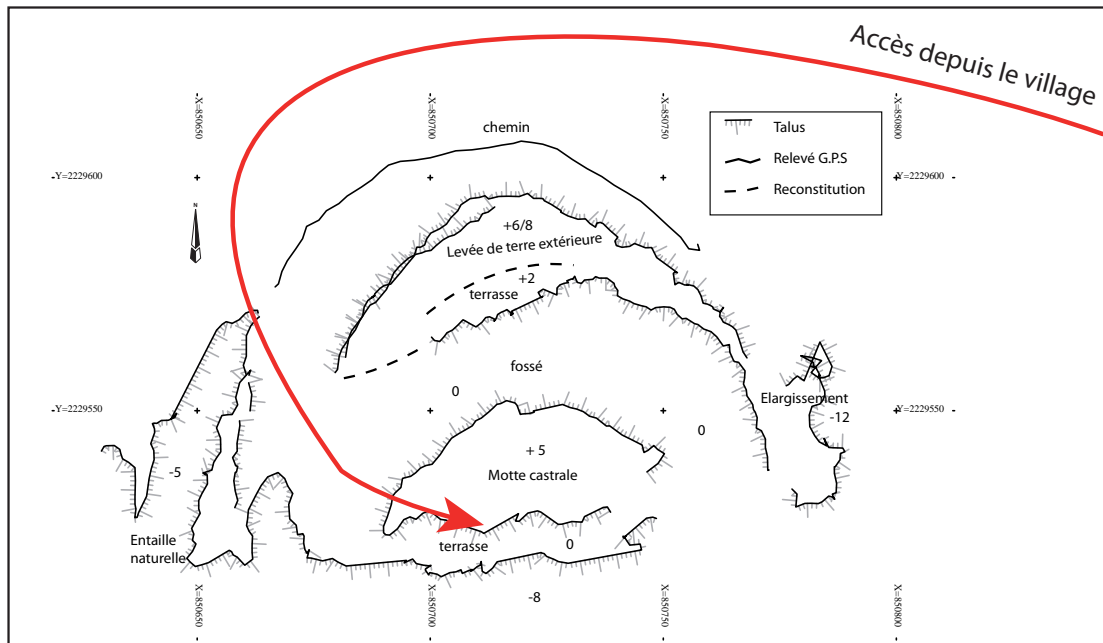 Accès depuis le village
X=850650
X=850700
X=850750
X=850800
chemin
Talus
Relevé G.P.S
Reconstitution
Y=2229600
Y=2229600
N
+6/8
Levée de terre extérieure
+2
terrasse
fossé
0
Elargissement
-12
Y=2229550
Y=2229550
0
+ 5
Motte castrale
-5
Entaille
naturelle
terrasse
0
-8
X=850650
X=850700
X=850750
X=850800